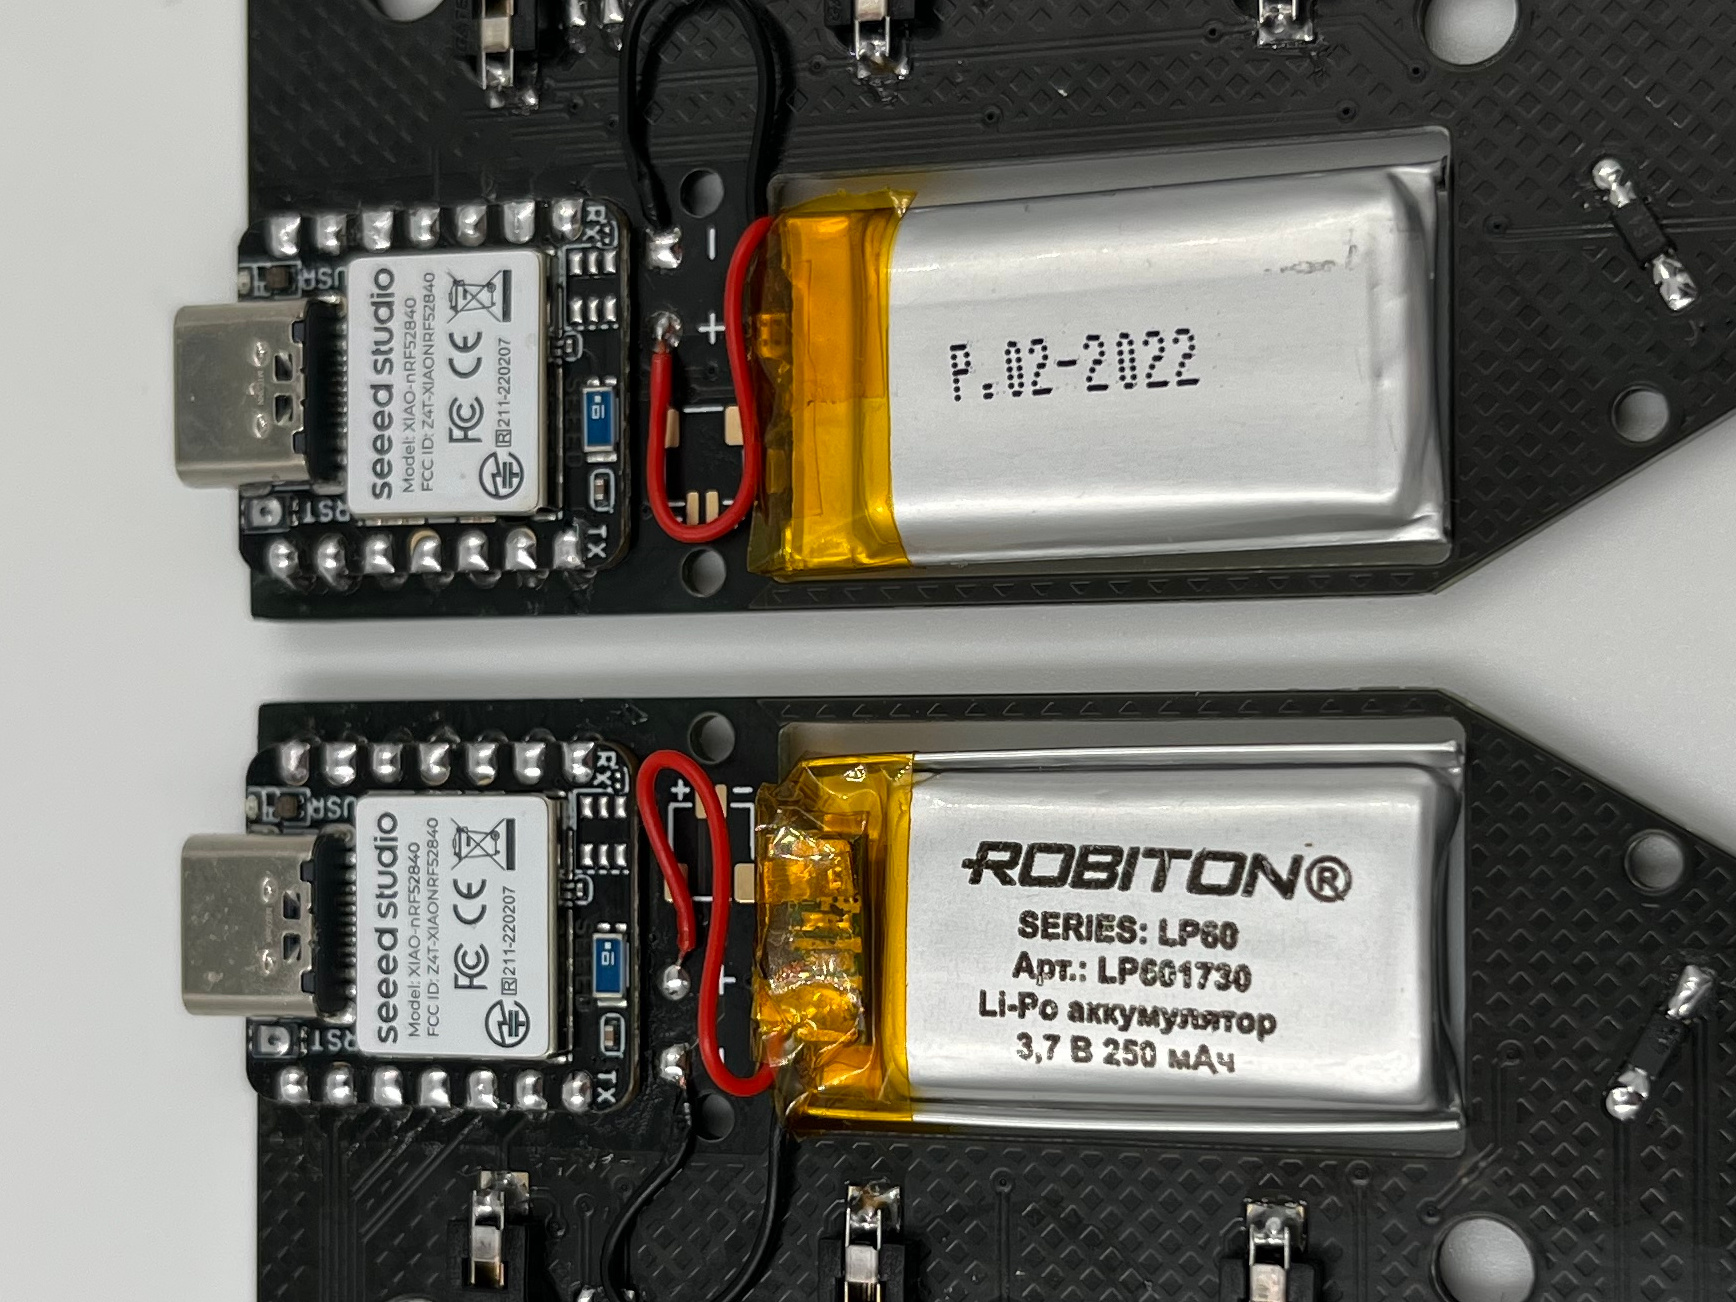 RST
USR
seeed studio
Model: XIAO-nRF52840
FCC ID: Z4T-XIAONRF52840
FC CE
R 211-220207
TX
RX
- +
+
-
ROBITON®
SERIES: LP60
Арт.: LP601730
Li-Po аккумулятор
3,7 В 250 мАч
RST
USR
seeed studio
Model: XIAO-nRF52840
FCC ID: Z4T-XIAONRF52840
FC CE
R 211-220207
TX
RX
+ -
P:02-2022